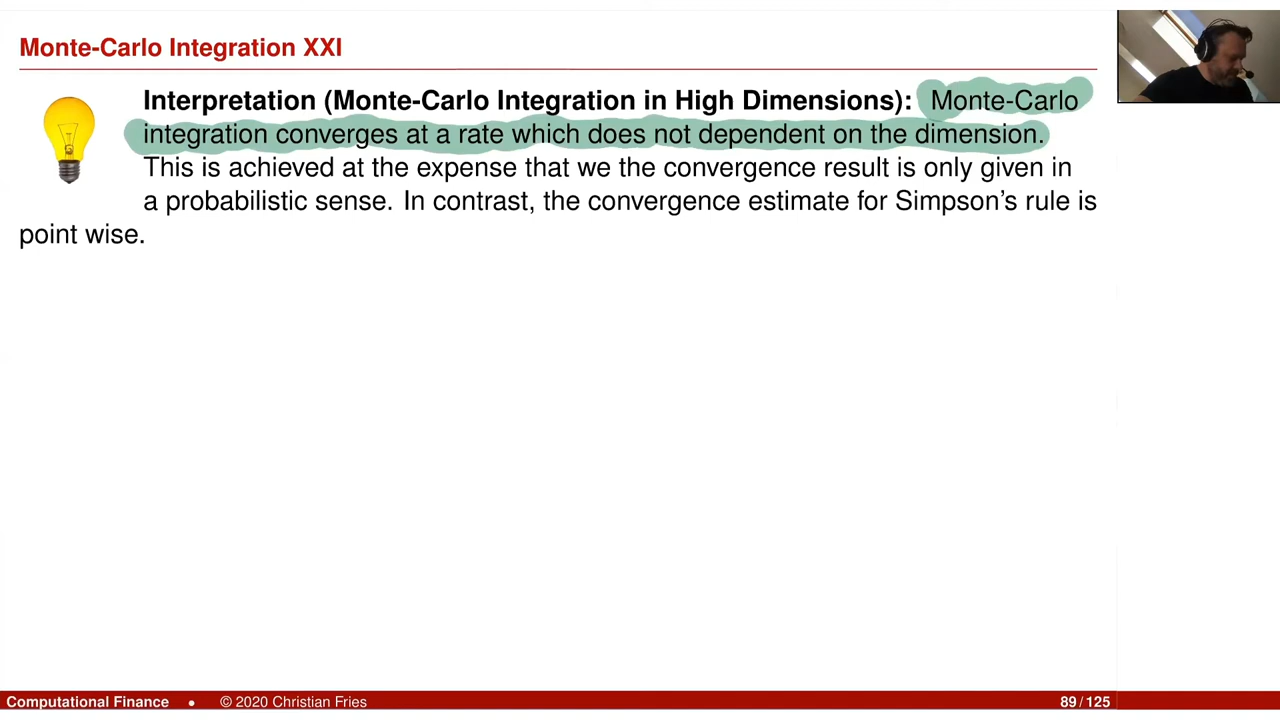 Monte-Carlo Integration XXI
Interpretation (Monte-Carlo Integration in High Dimensions): Monte-Carlo
integration converges at a rate which does not dependent on the dimension.
This is achieved at the expense that we the convergence result is only given in
a probabilistic sense. In contrast, the convergence estimate for Simpson's rule is
point wise.
Computational Finance • © 2020 Christian Fries 89/125